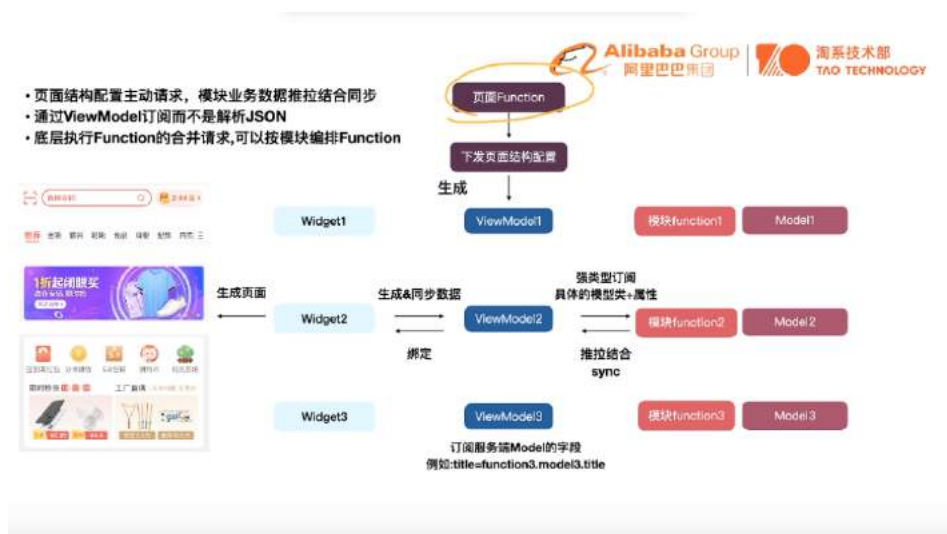 Alibaba Group
阿里巴巴集团
淘系技术部
TAO TECHNOLOGY
• 页面结构配置主动请求，模块业务数据推拉结合同步
• 通过ViewModel订阅而不是解析JSON
• 底层执行Function的合并请求,可以按模块编排Function
页面Function
下发页面结构配置
生成
Widget1
ViewModel1
模块function1
Model1
1折起闭眼买
生成页面
Widget2
生成&同步数据
绑定
ViewModel2
强类型订阅
具体的模型类+属性
推拉结合
sync
模块function2
Model2
Widget3
ViewModel3
模块function3
Model3
订阅服务端Model的字段
例如:title=function3.model3.title